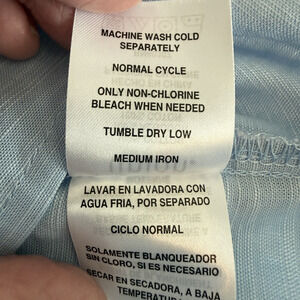 MACHINE WASH COLD
SEPARATELY
NORMAL CYCLE
ONLY NON-CHLORINE
BLEACH WHEN NEEDED
TUMBLE DRY LOW
MEDIUM IRON
LAVAR EN LAVADORA CON
AGUA FRIA, POR SEPARADO
CICLO NORMAL
SOLAMENTE BLANQUEADOR
SIN CLORO, SI ES NECESARIO
SECAR EN SECADORA, A BAJA